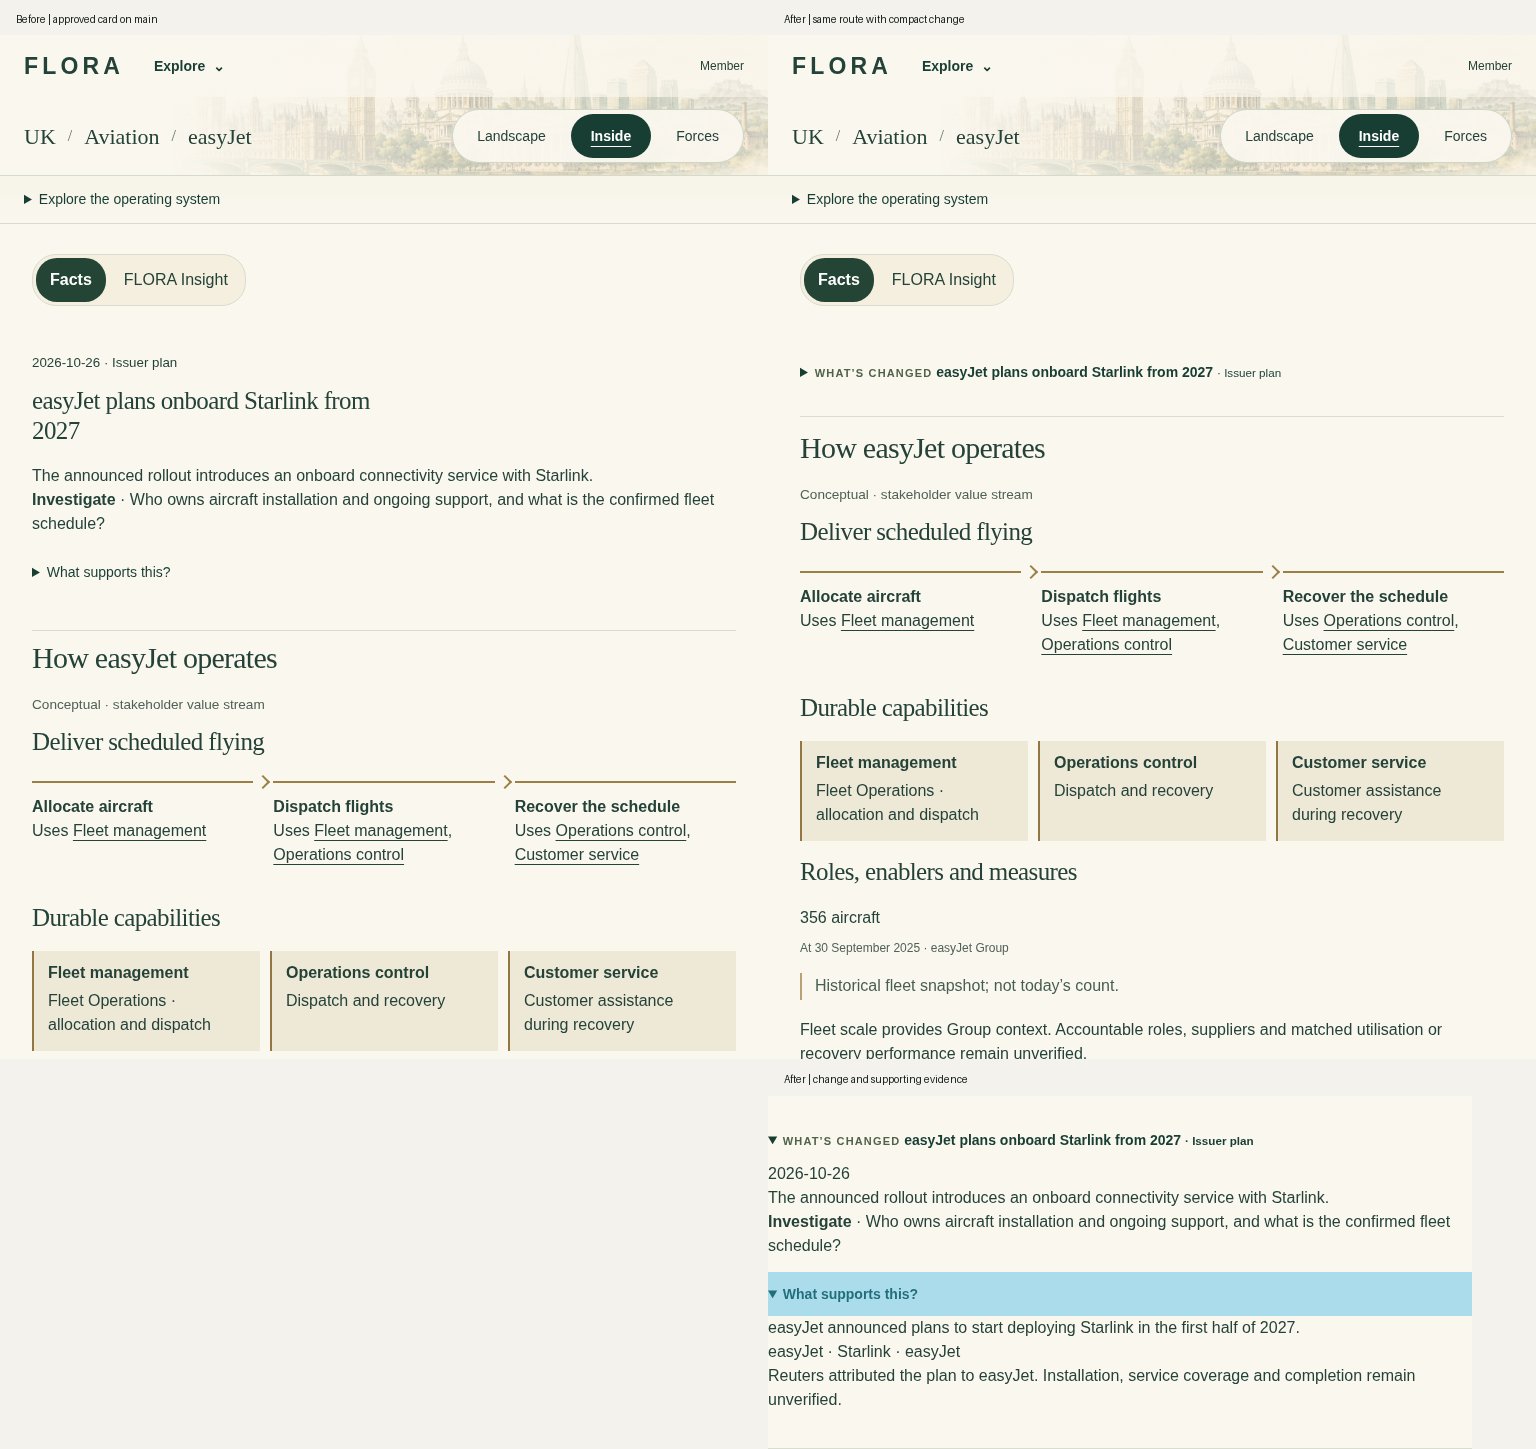 Before | approved card on main
FLORA
Explore
Member
UK / Aviation / easyJet
Landscape
Inside
Forces
Explore the operating system
Facts
FLORA Insight
2026-10-26 · Issuer plan
easyJet plans onboard Starlink from
2027
The announced rollout introduces an onboard connectivity service with Starlink.
Investigate · Who owns aircraft installation and ongoing support, and what is the confirmed fleet
schedule?
What supports this?
How easyJet operates
Conceptual · stakeholder value stream
Deliver scheduled flying
Allocate aircraft
Uses Fleet management
Dispatch flights
Uses Fleet management,
Operations control
Recover the schedule
Uses Operations control,
Customer service
Durable capabilities
Fleet management
Fleet Operations ·
allocation and dispatch
Operations control
Dispatch and recovery
Customer service
Customer assistance
during recovery
After | same route with compact change
FLORA
Explore
Member
UK / Aviation / easyJet
Landscape
Inside
Forces
Explore the operating system
Facts
FLORA Insight
WHAT'S CHANGED easyJet plans onboard Starlink from 2027 · Issuer plan
How easyJet operates
Conceptual · stakeholder value stream
Deliver scheduled flying
Allocate aircraft
Uses Fleet management
Dispatch flights
Uses Fleet management,
Operations control
Recover the schedule
Uses Operations control,
Customer service
Durable capabilities
Fleet management
Fleet Operations ·
allocation and dispatch
Operations control
Dispatch and recovery
Customer service
Customer assistance
during recovery
Roles, enablers and measures
356 aircraft
At 30 September 2025 · easyJet Group
Historical fleet snapshot; not today’s count.
Fleet scale provides Group context. Accountable roles, suppliers and matched utilisation or
recovery performance remain unverified.
After | change and supporting evidence
WHAT'S CHANGED easyJet plans onboard Starlink from 2027 · Issuer plan
2026-10-26
The announced rollout introduces an onboard connectivity service with Starlink.
Investigate · Who owns aircraft installation and ongoing support, and what is the confirmed fleet
schedule?
What supports this?
easyJet announced plans to start deploying Starlink in the first half of 2027.
easyJet · Starlink · easyJet
Reuters attributed the plan to easyJet. Installation, service coverage and completion remain
unverified.